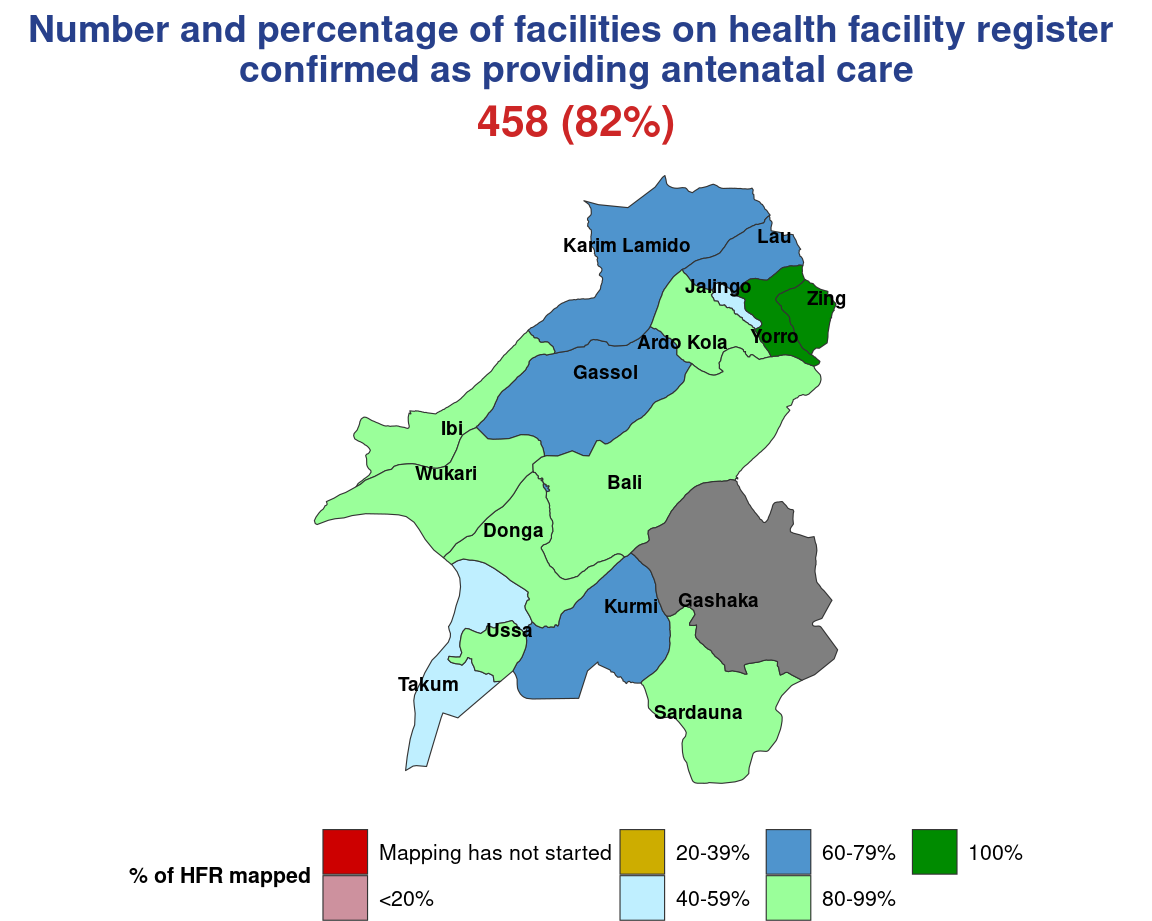 Number and percentage of facilities on health facility register
confirmed as providing antenatal care
458 (82%)
Karim Lamido
Lau
Jalingo
Zing
Yorro
Ardo Kola
Gassol
Ibi
Wukari
Bali
Donga
Gashaka
Kurmi
Ussa
Takum
Sardauna
% of HFR mapped
Mapping has not started
<20%
20-39%
40-59%
60-79%
80-99%
100%